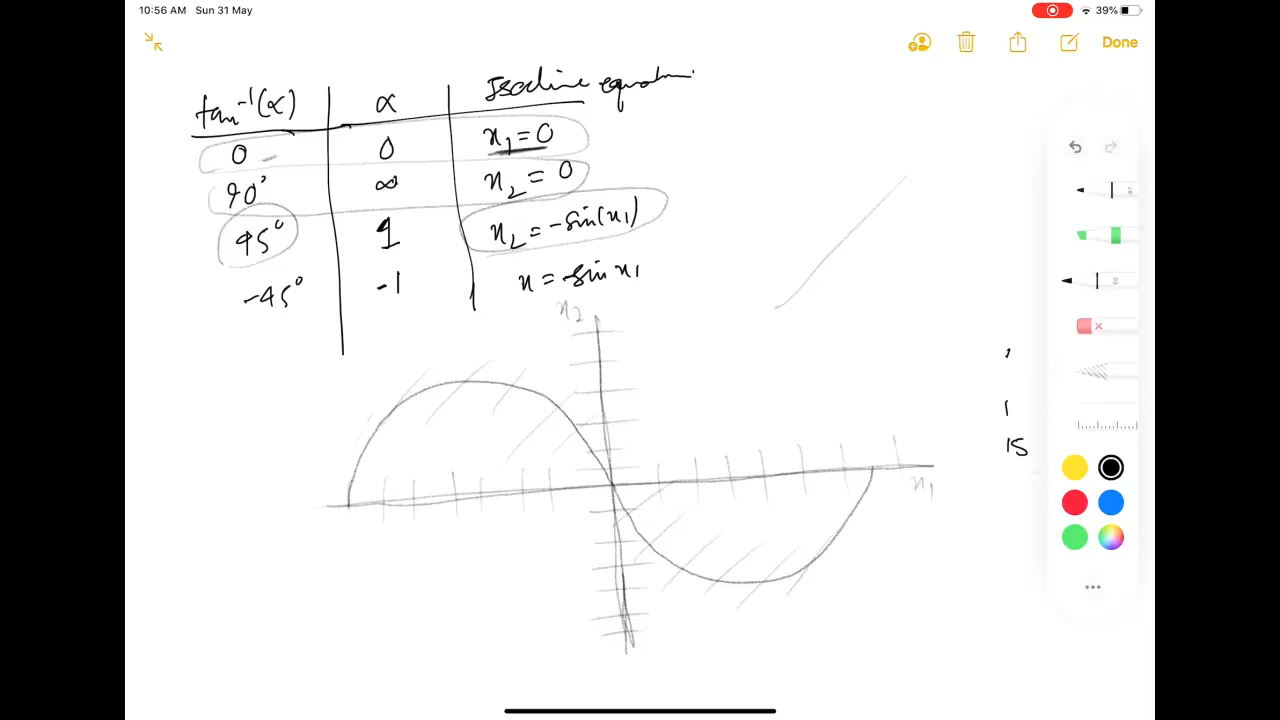 10:56 AM Sun 31 May
39%
Done
tan⁻¹(α) α Isocline equation
0 0 x₁ = 0
90° ∞ x₂ = 0
45° 1 x₂ = -sin(x₁)
-45° -1 x = sin x₁
x₂
x₁
1
15